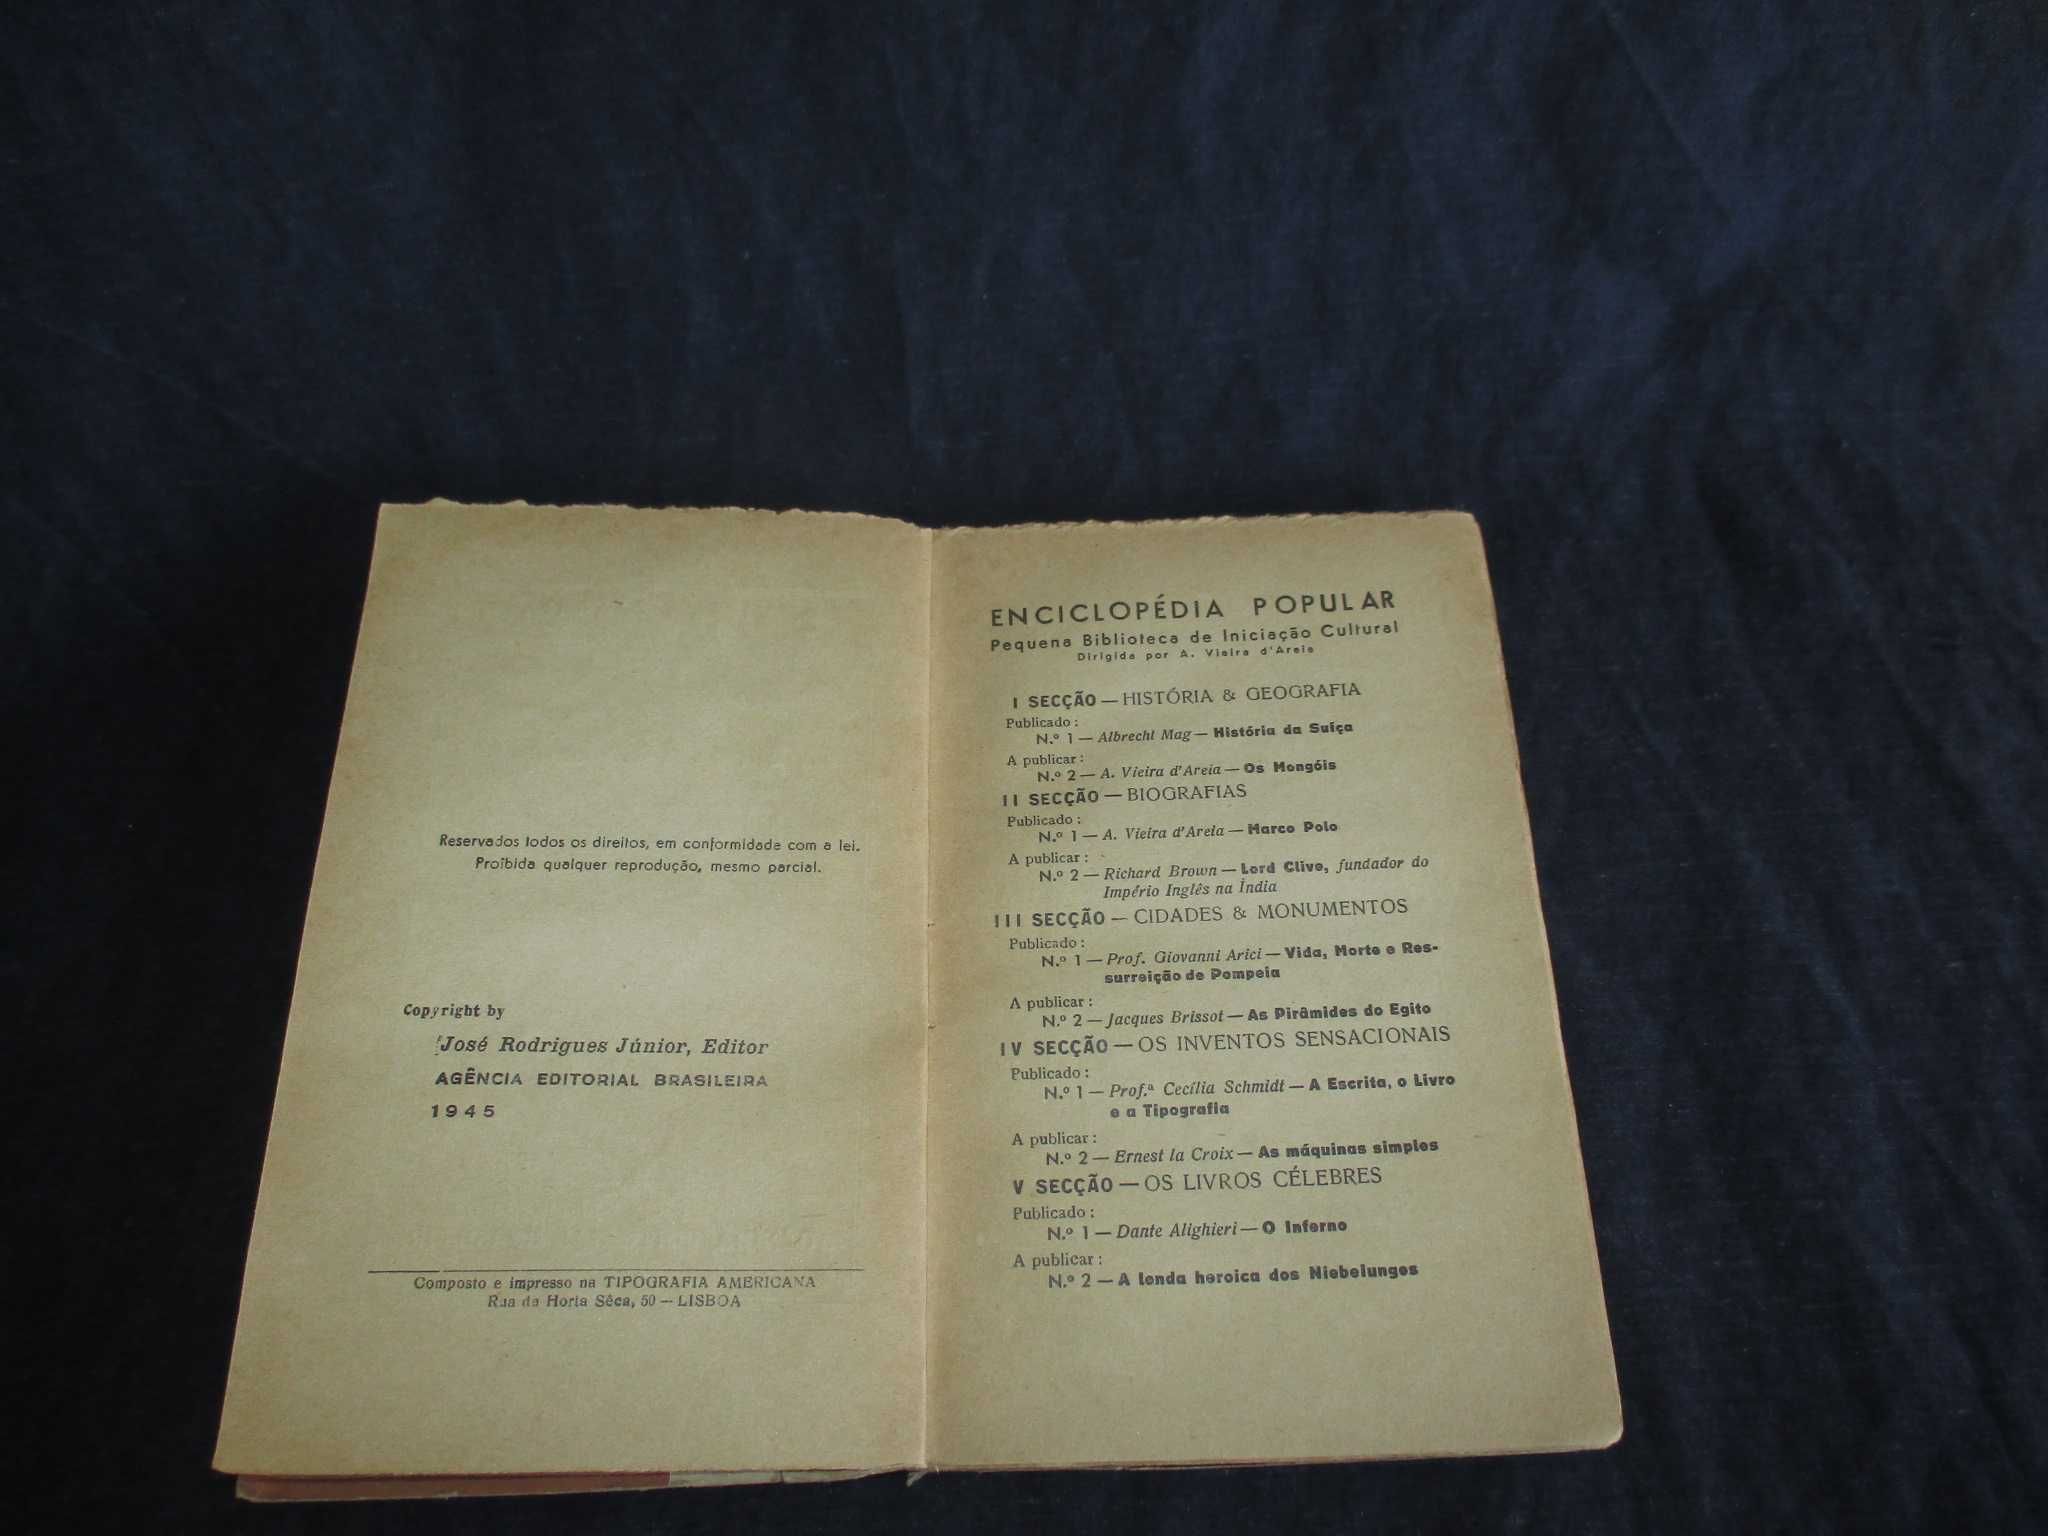 Reservados todos os direitos, em conformidade com a lei.
Proïbida qualquer reprodução, mesmo parcial.
Copyright by
José Rodrigues Júnior, Editor
AGÊNCIA EDITORIAL BRASILEIRA
1945
Composto e impresso na TIPOGRAFIA AMERICANA
Rua da Horta Sêca, 50 — LISBOA
ENCICLOPÉDIA POPULAR
Pequena Biblioteca de Iniciação Cultural
Dirigida por A. Vieira d'Areia
I SECÇÃO — HISTÓRIA & GEOGRAFIA
Publicado :
N.º 1 — Albrecht Mag — História da Suíça
A publicar :
N.º 2 — A. Vieira d'Areia — Os Mongóis
II SECÇÃO — BIOGRAFIAS
Publicado :
N.º 1 — A. Vieira d'Areia — Marco Polo
A publicar :
N.º 2 — Richard Brown — Lord Clive, fundador do
Império Inglês na Índia
III SECÇÃO — CIDADES & MONUMENTOS
Publicado :
N.º 1 — Prof. Giovanni Arici — Vida, Morte e Res-
surreição de Pompeia
A publicar :
N.º 2 — Jacques Brissot — As Pirâmides do Egito
IV SECÇÃO — OS INVENTOS SENSACIONAIS
Publicado :
N.º 1 — Prof.ª Cecília Schmidt — A Escrita, o Livro
e a Tipografia
A publicar :
N.º 2 — Ernest la Croix — As máquinas simples
V SECÇÃO — OS LIVROS CÉLEBRES
Publicado :
N.º 1 — Dante Alighieri — O Inferno
A publicar :
N.º 2 — A lenda heroica dos Niebelungos